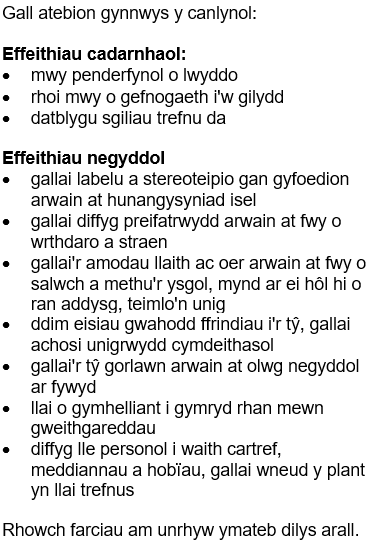 Gall atebion gynnwys y canlynol:
Effeithiau cadarnhaol:
• mwy penderfynol o lwyddo
• rhoi mwy o gefnogaeth i'w gilydd
• datblygu sgiliau trefnu da
Effeithiau negyddol
• gallai labelu a stereoteipio gan gyfoedion
arwain at hunangysyniad isel
• gallai diffyg preifatrwydd arwain at fwy o
wrthdaro a straen
• gallai'r amodau llaith ac oer arwain at fwy o
salwch a methu'r ysgol, mynd ar ei hôl hi o
ran addysg, teimlo'n unig
• ddim eisiau gwahodd ffrindiau i'r tŷ, gallai
achosi unigrwydd cymdeithasol
• gallai'r tŷ gorlawn arwain at olwg negyddol
ar fywyd
• llai o gymhelliant i gymryd rhan mewn
gweithgareddau
• diffyg lle personol i waith cartref,
meddiannau a hobïau, gallai wneud y plant
yn llai trefnus
Rhowch farciau am unrhyw ymateb dilys arall.